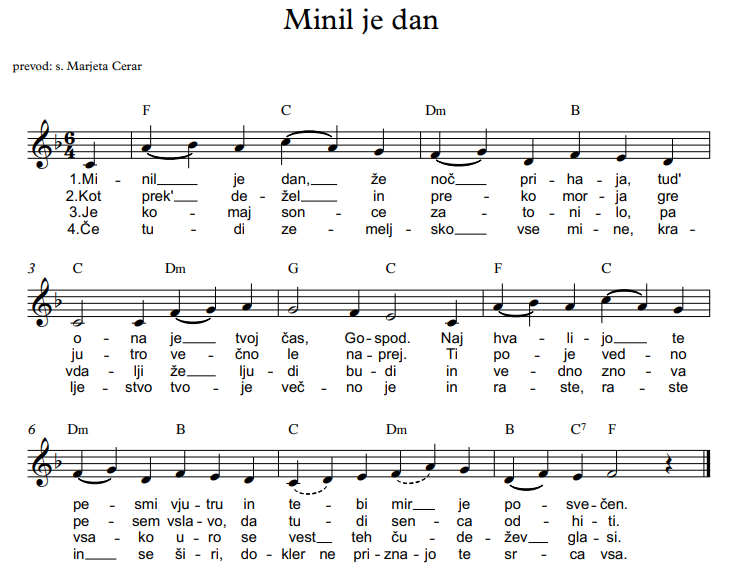 Minil je dan
prevod: s. Marjeta Cerar
F C Dm B
6
4
1.Mi - nil je dan, že noč pri - ha - ja, tud'
2.Kot prek' de - žel in pre - ko mor - ja gre
3.Je ko - maj son - ce za - to - ni - lo, pa
4.Če tu - di ze - melj - sko vse mi - ne, kra -
3 C Dm G C F C
o - na je tvoj čas, Go - spod. Naj hva - li - jo te
ju - tro ve - čno le na - prej. Ti po - je ved - no
vda - lji že lju - di bu - di in ve - dno zno - va
lje - stvo tvo - je več - no je in ra - ste, ra - ste
6 Dm B C Dm B C7 F
pe - smi vju - tru in te - bi mir je po - sve - čen.
pe - sem vsla - vo, da tu - di sen - ca od - hi - ti.
vsa - ko u - ro se vest teh ču - de - žev gla - si.
in se ši - ri, do - kler ne pri - zna - jo te sr - ca vsa.